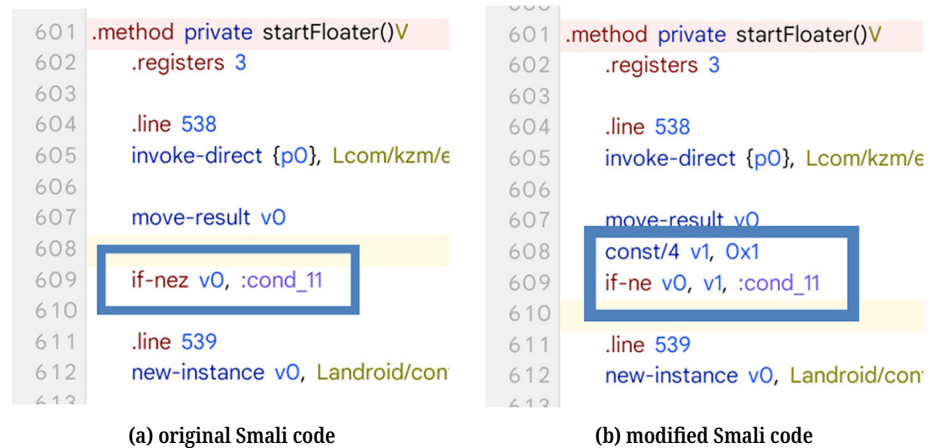 600
601 .method private startFloater()V
602 .registers 3
603
604 .line 538
605 invoke-direct {p0}, Lcom/kzm/e
606
607 move-result v0
608
609 if-nez v0, :cond_11
610
611 .line 539
612 new-instance v0, Landroid/con
613
(a) original Smali code
601 .method private startFloater()V
602 .registers 3
603
604 .line 538
605 invoke-direct {p0}, Lcom/kzm/e
606
607 move-result v0
608 const/4 v1, 0x1
609 if-ne v0, v1, :cond_11
610
611 .line 539
612 new-instance v0, Landroid/con
613
(b) modified Smali code